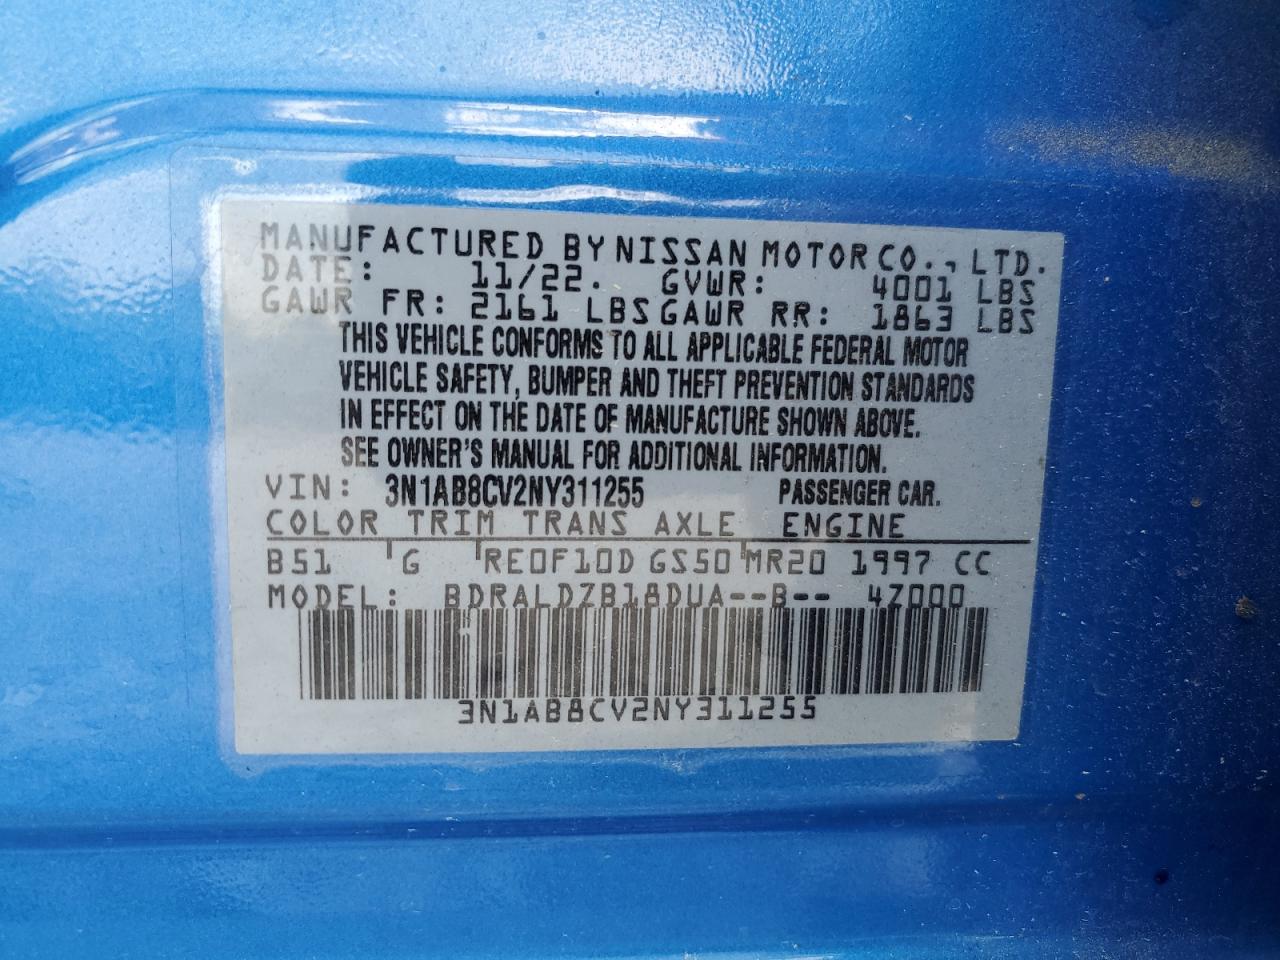 MANUFACTURED BY NISSAN MOTOR CO., LTD.
DATE: 11/22. GVWR: 4001 LBS
GAWR FR: 2161 LBS GAWR RR: 1863 LBS
THIS VEHICLE CONFORMS TO ALL APPLICABLE FEDERAL MOTOR
VEHICLE SAFETY, BUMPER AND THEFT PREVENTION STANDARDS
IN EFFECT ON THE DATE OF MANUFACTURE SHOWN ABOVE.
SEE OWNER'S MANUAL FOR ADDITIONAL INFORMATION.
VIN: 3N1AB8CV2NY311255 PASSENGER CAR.
COLOR TRIM TRANS AXLE ENGINE
B51 G RE0F10D GS50 MR20 1997 CC
MODEL: BDRALDZB18DUA--B-- 4Z000
3N1AB8CV2NY311255